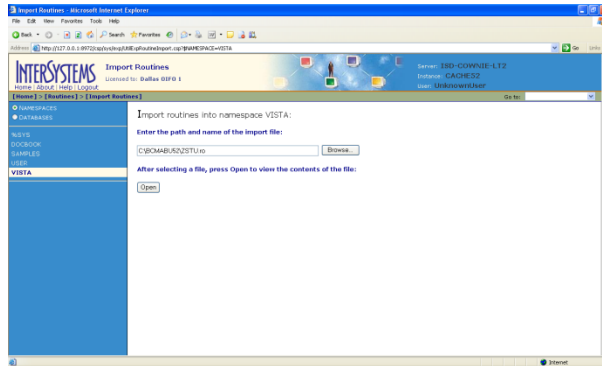 Import Routines - Microsoft Internet Explorer
File Edit View Favorites Tools Help
Back Search Favorites
Address http://127.0.0.1:8972/csp/sys/exp/UtilExpRoutineImport.csp?$NAMESPACE=VISTA Go Links
INTERSYSTEMS Import Routines
Licensed to: Dallas OIFO 1
Server: ISD-COWNIE-LT2
Instance: CACHE52
User: UnknownUser
Home | About | Help | Logout
[Home] > [Routines] > [Import Routines] Go to:
NAMESPACES
DATABASES
%SYS
DOCBOOK
SAMPLES
USER
VISTA
Import routines into namespace VISTA:
Enter the path and name of the import file:
C:\BCMABU52\ZSTU.ro Browse...
After selecting a file, press Open to view the contents of the file:
Open
Internet